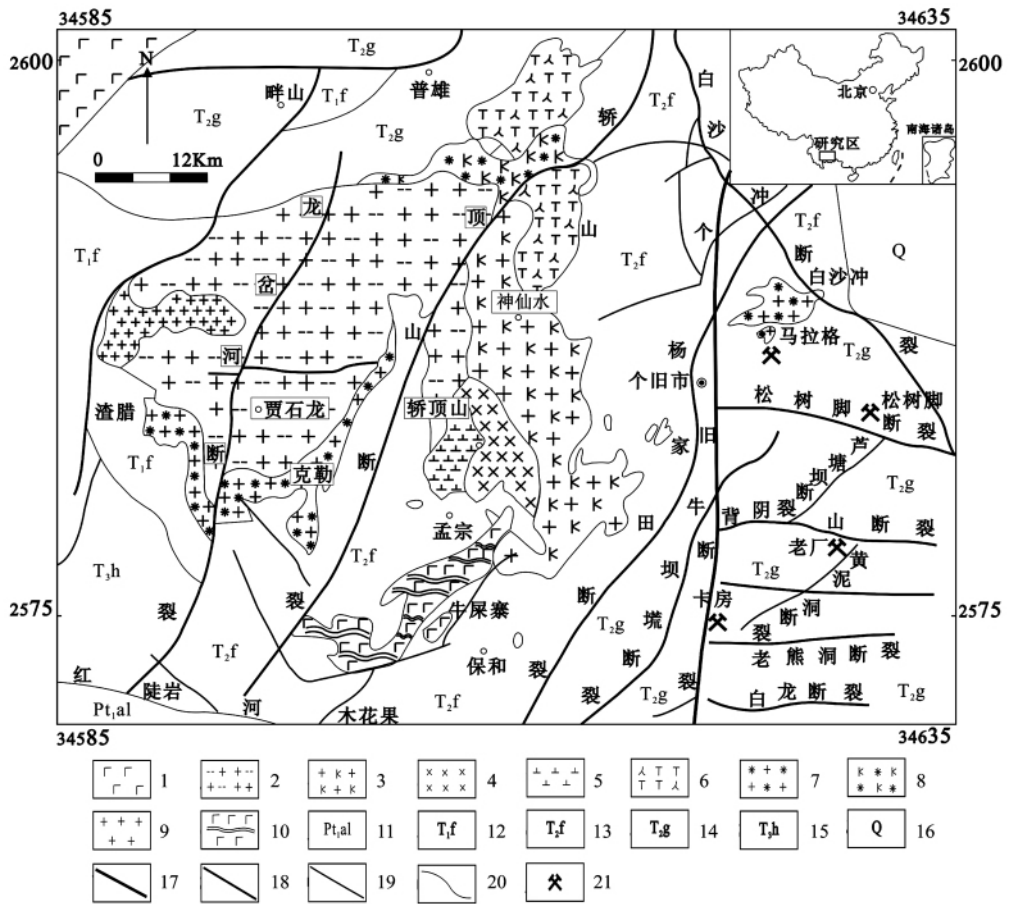 34585
34635
2600
2600
N
0
12Km
T₂g
畔山
T₁f
普雄
T₂g
T₂g
轿
T₂f
白
沙
冲
断
裂
北京
研究区
南海诸岛
T₁f
龙
岔
河
断
裂
轿
顶
山
断
裂
山
T₂f
个
旧
断
裂
T₂f
Q
白沙冲
神仙水
马拉格
T₂g
杨
家
田
断
裂
个旧市
松树脚断裂
松树脚
渣腊
贾石龙
轿顶山
T₁f
克勒
芦
塘
坝
断
裂
T₂g
牛
坝
荒
断
裂
背阴山断裂
孟宗
老厂
黄
泥
洞
断
裂
T₃h
T₂f
T₂g
卡房
2575
2575
牛屎寨
T₂g
T₂f
保和
老熊洞断裂
红
河
陡岩
T₂g
白龙断裂
T₂g
Pt₁al
木花果
T₂f
34585
34635
1
2
3
4
5
6
7
8
9
10
Pt₁al 11
T₁f 12
T₂f 13
T₂g 14
T₃h 15
Q 16
17
18
19
20
21